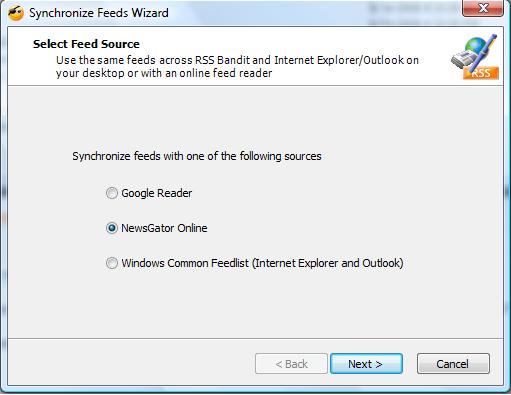 Synchronize Feeds Wizard
Select Feed Source
Use the same feeds across RSS Bandit and Internet Explorer/Outlook on
your desktop or with an online feed reader
RSS
Synchronize feeds with one of the following sources
Google Reader
NewsGator Online
Windows Common Feedlist (Internet Explorer and Outlook)
< Back
Next >
Cancel